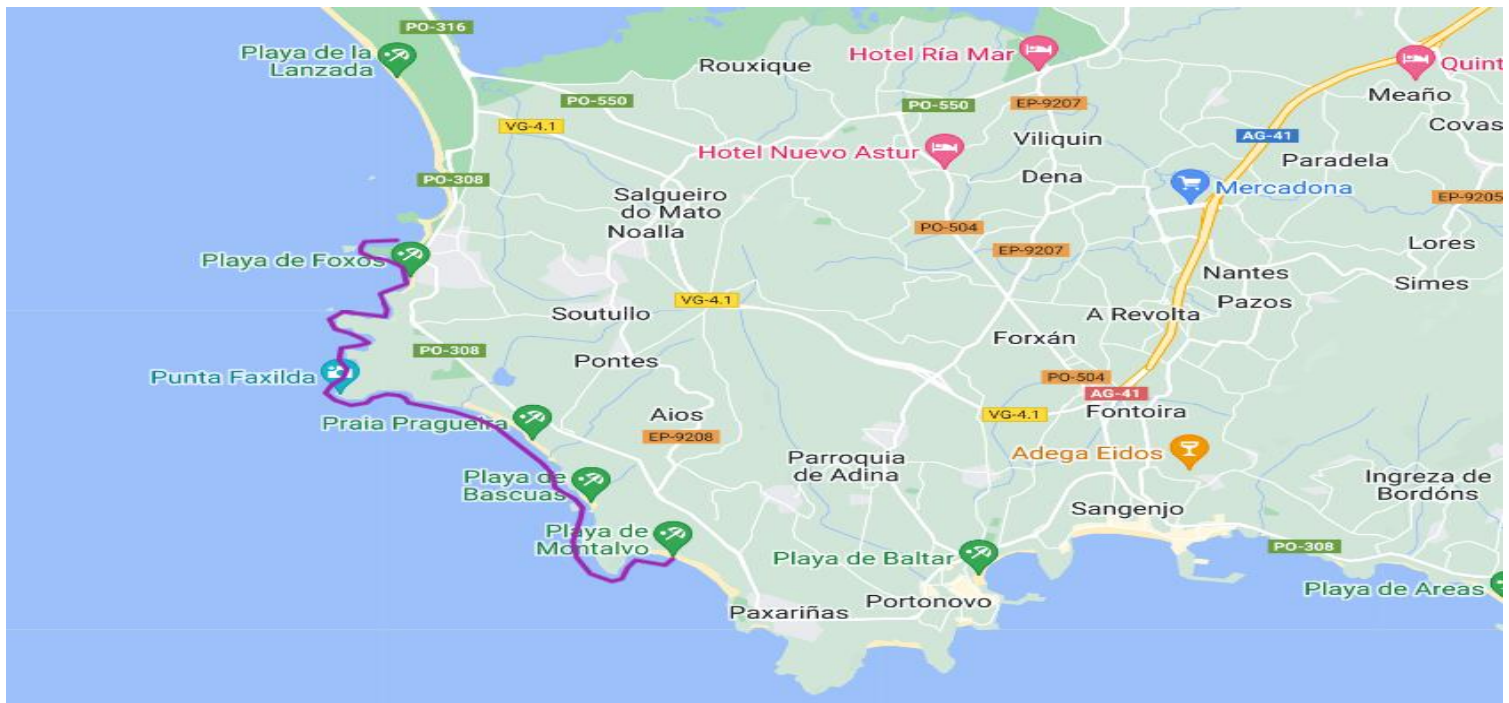 PO-316
Playa de la
Lanzada
Rouxique
Hotel Ría Mar
Quint
Meaño
PO-550
PO-550
EP-9207
VG-4.1
Viliquin
AG-41
Covas
Hotel Nuevo Astur
Paradela
Dena
Mercadona
PO-308
Salgueiro
do Mato
Noalla
EP-9205
PO-504
EP-9207
Lores
Playa de Foxos
Nantes
Simes
VG-4.1
Pazos
Soutullo
A Revolta
Forxán
PO-308
Pontes
Punta Faxilda
PO-504
AG-41
Praia Pragueira
Aios
VG-4.1
Fontoira
EP-9208
Adega Eidos
Parroquia
de Adina
Playa de
Bascuas
Ingreza de
Bordóns
Sangenjo
Playa de
Montalvo
Playa de Baltar
PO-308
Playa de Areas
Paxariñas
Portonovo